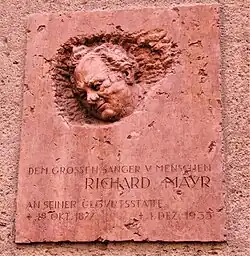 DEM GROSSEN SÄNGER V. MENSCHEN
RICHARD MAYR
AN SEINER GEBURTSSTÄTTE
* 18. OKT. 1877 + 1. DEZ. 1935